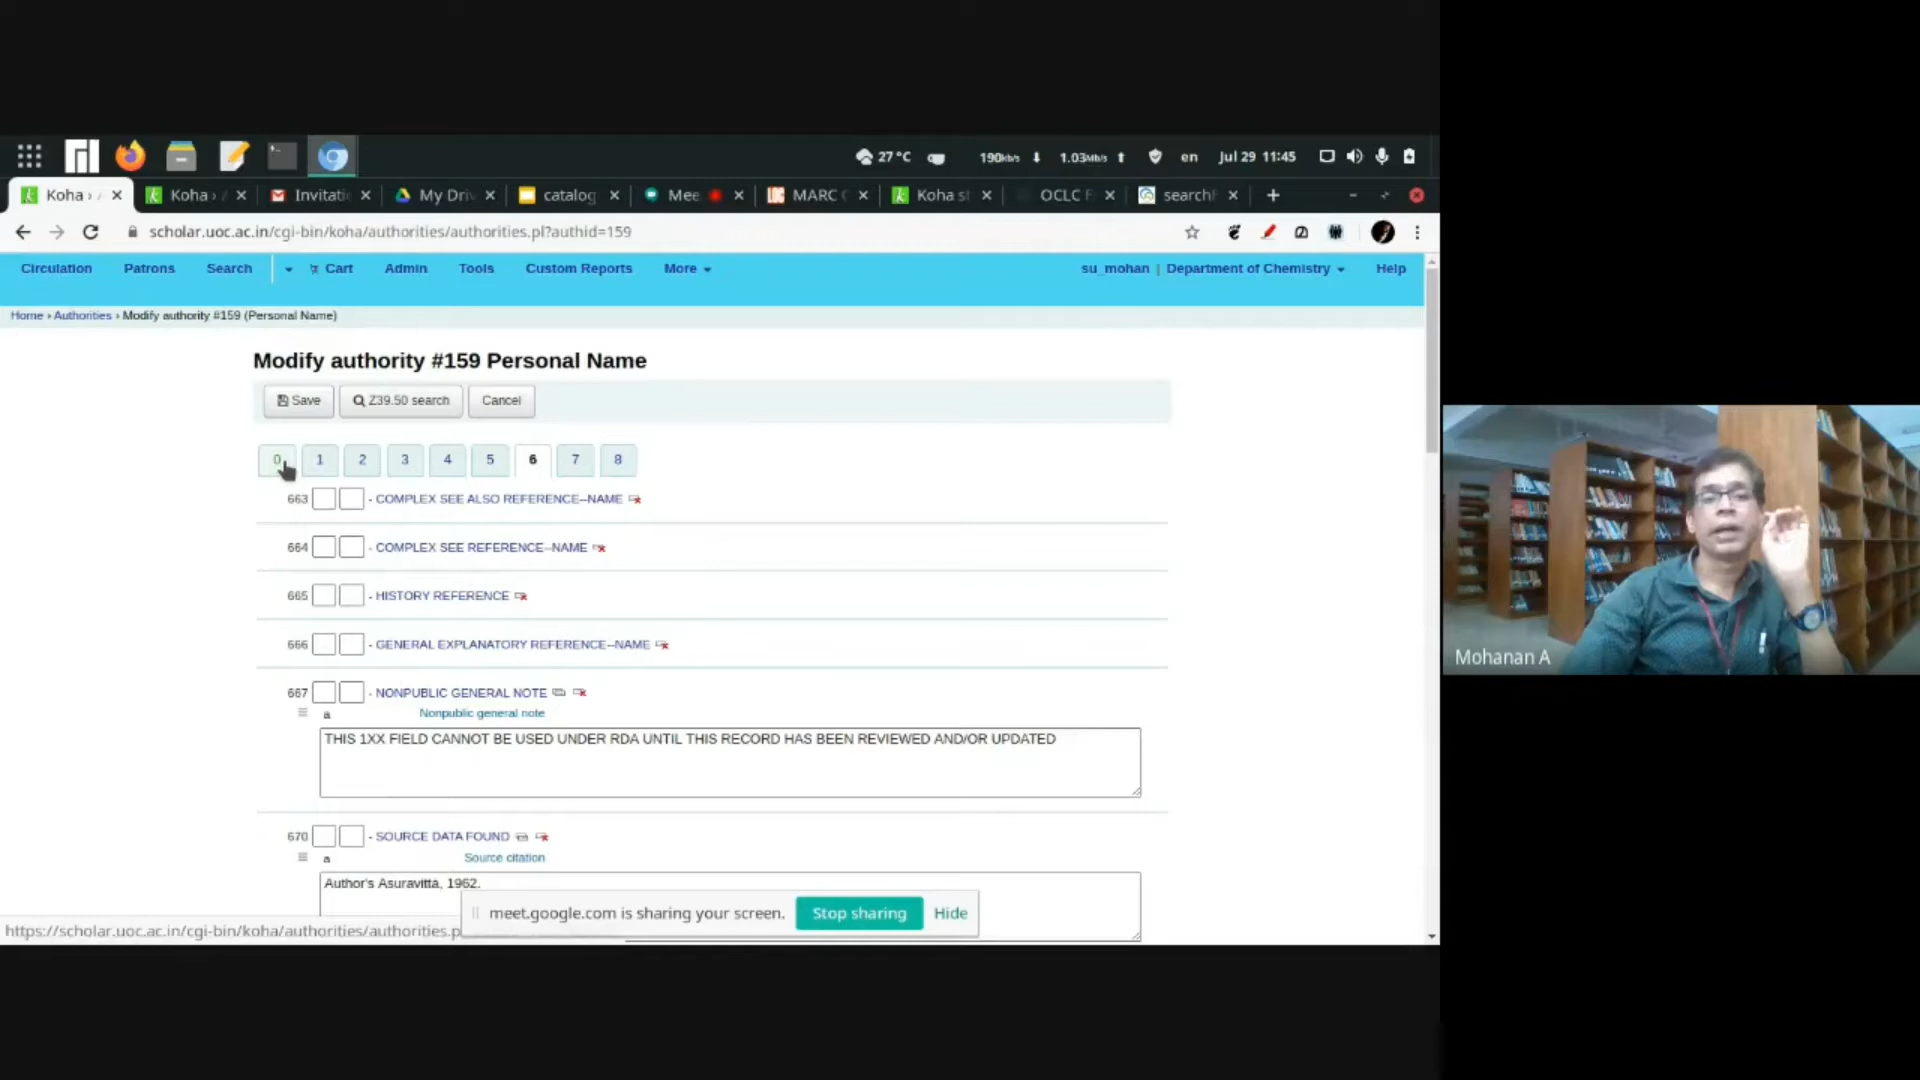 27 °C 190kb/s 1.03Mb/s en Jul 29 11:45
Koha › / Koha › / Invitatio My Driv catalog Mee MARC Koha st OCLC F search
scholar.uoc.ac.in/cgi-bin/koha/authorities/authorities.pl?authid=159
Circulation Patrons Search Cart Admin Tools Custom Reports More su_mohan | Department of Chemistry Help
Home › Authorities › Modify authority #159 (Personal Name)
Modify authority #159 Personal Name
Save Z39.50 search Cancel
0 1 2 3 4 5 6 7 8
663 - COMPLEX SEE ALSO REFERENCE--NAME
664 - COMPLEX SEE REFERENCE--NAME
665 - HISTORY REFERENCE
666 - GENERAL EXPLANATORY REFERENCE--NAME
667 - NONPUBLIC GENERAL NOTE
a Nonpublic general note
THIS 1XX FIELD CANNOT BE USED UNDER RDA UNTIL THIS RECORD HAS BEEN REVIEWED AND/OR UPDATED
670 - SOURCE DATA FOUND
a Source citation
Author's Asuravitta, 1962.
meet.google.com is sharing your screen. Stop sharing Hide
https://scholar.uoc.ac.in/cgi-bin/koha/authorities/authorities.p
Mohanan A